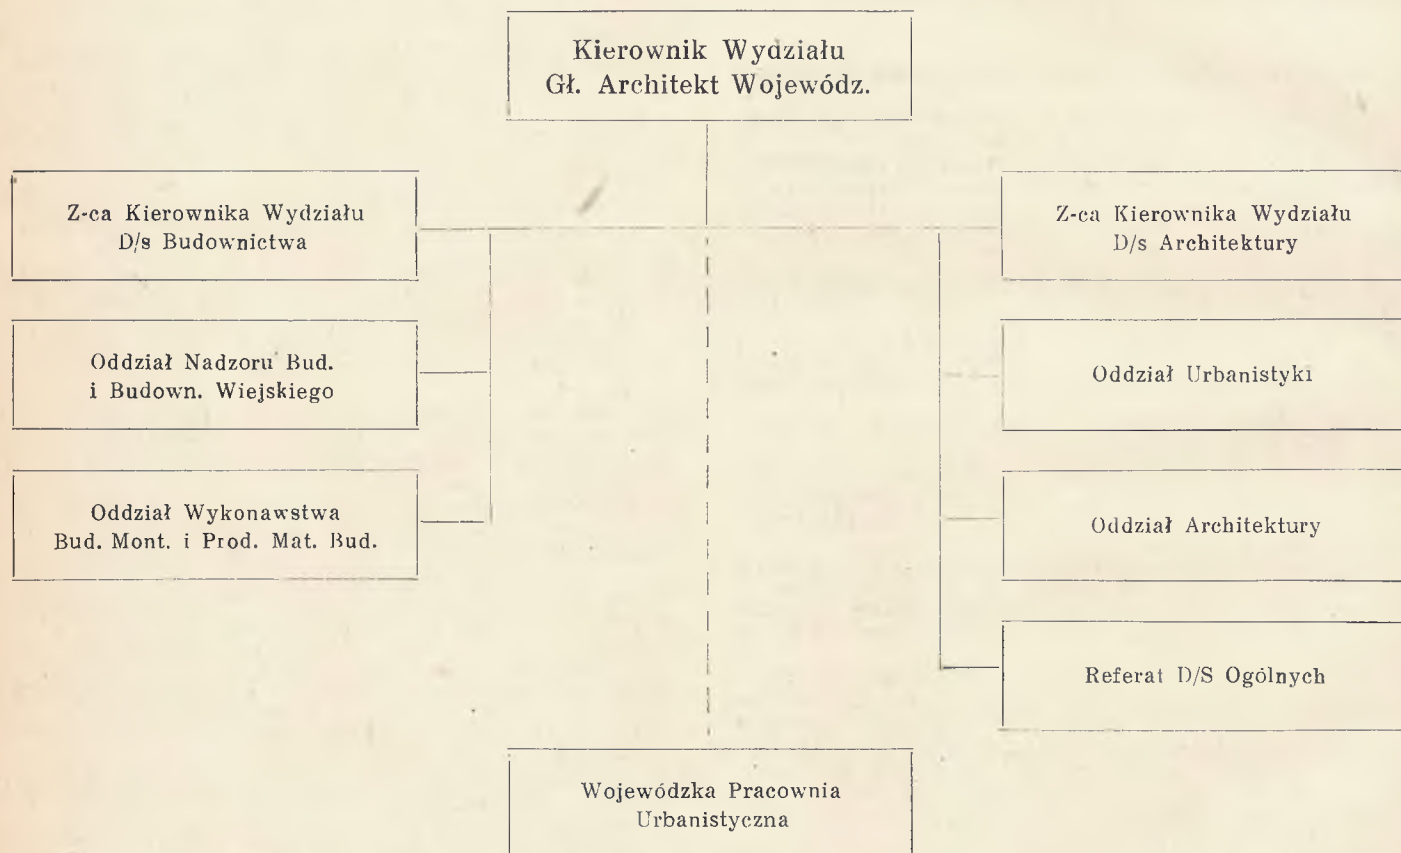 Kierownik Wydziału
Gł. Architekt Wojewódz.
Z-ca Kierownika Wydziału
D/s Budownictwa
Z-ca Kierownika Wydziału
D/s Architektury
Oddział Nadzoru Bud.
i Budown. Wiejskiego
Oddział Urbanistyki
Oddział Wykonawstwa
Bud. Mont. i Prod. Mat. Bud.
Oddział Architektury
Referat D/S Ogólnych
Wojewódzka Pracownia
Urbanistyczna